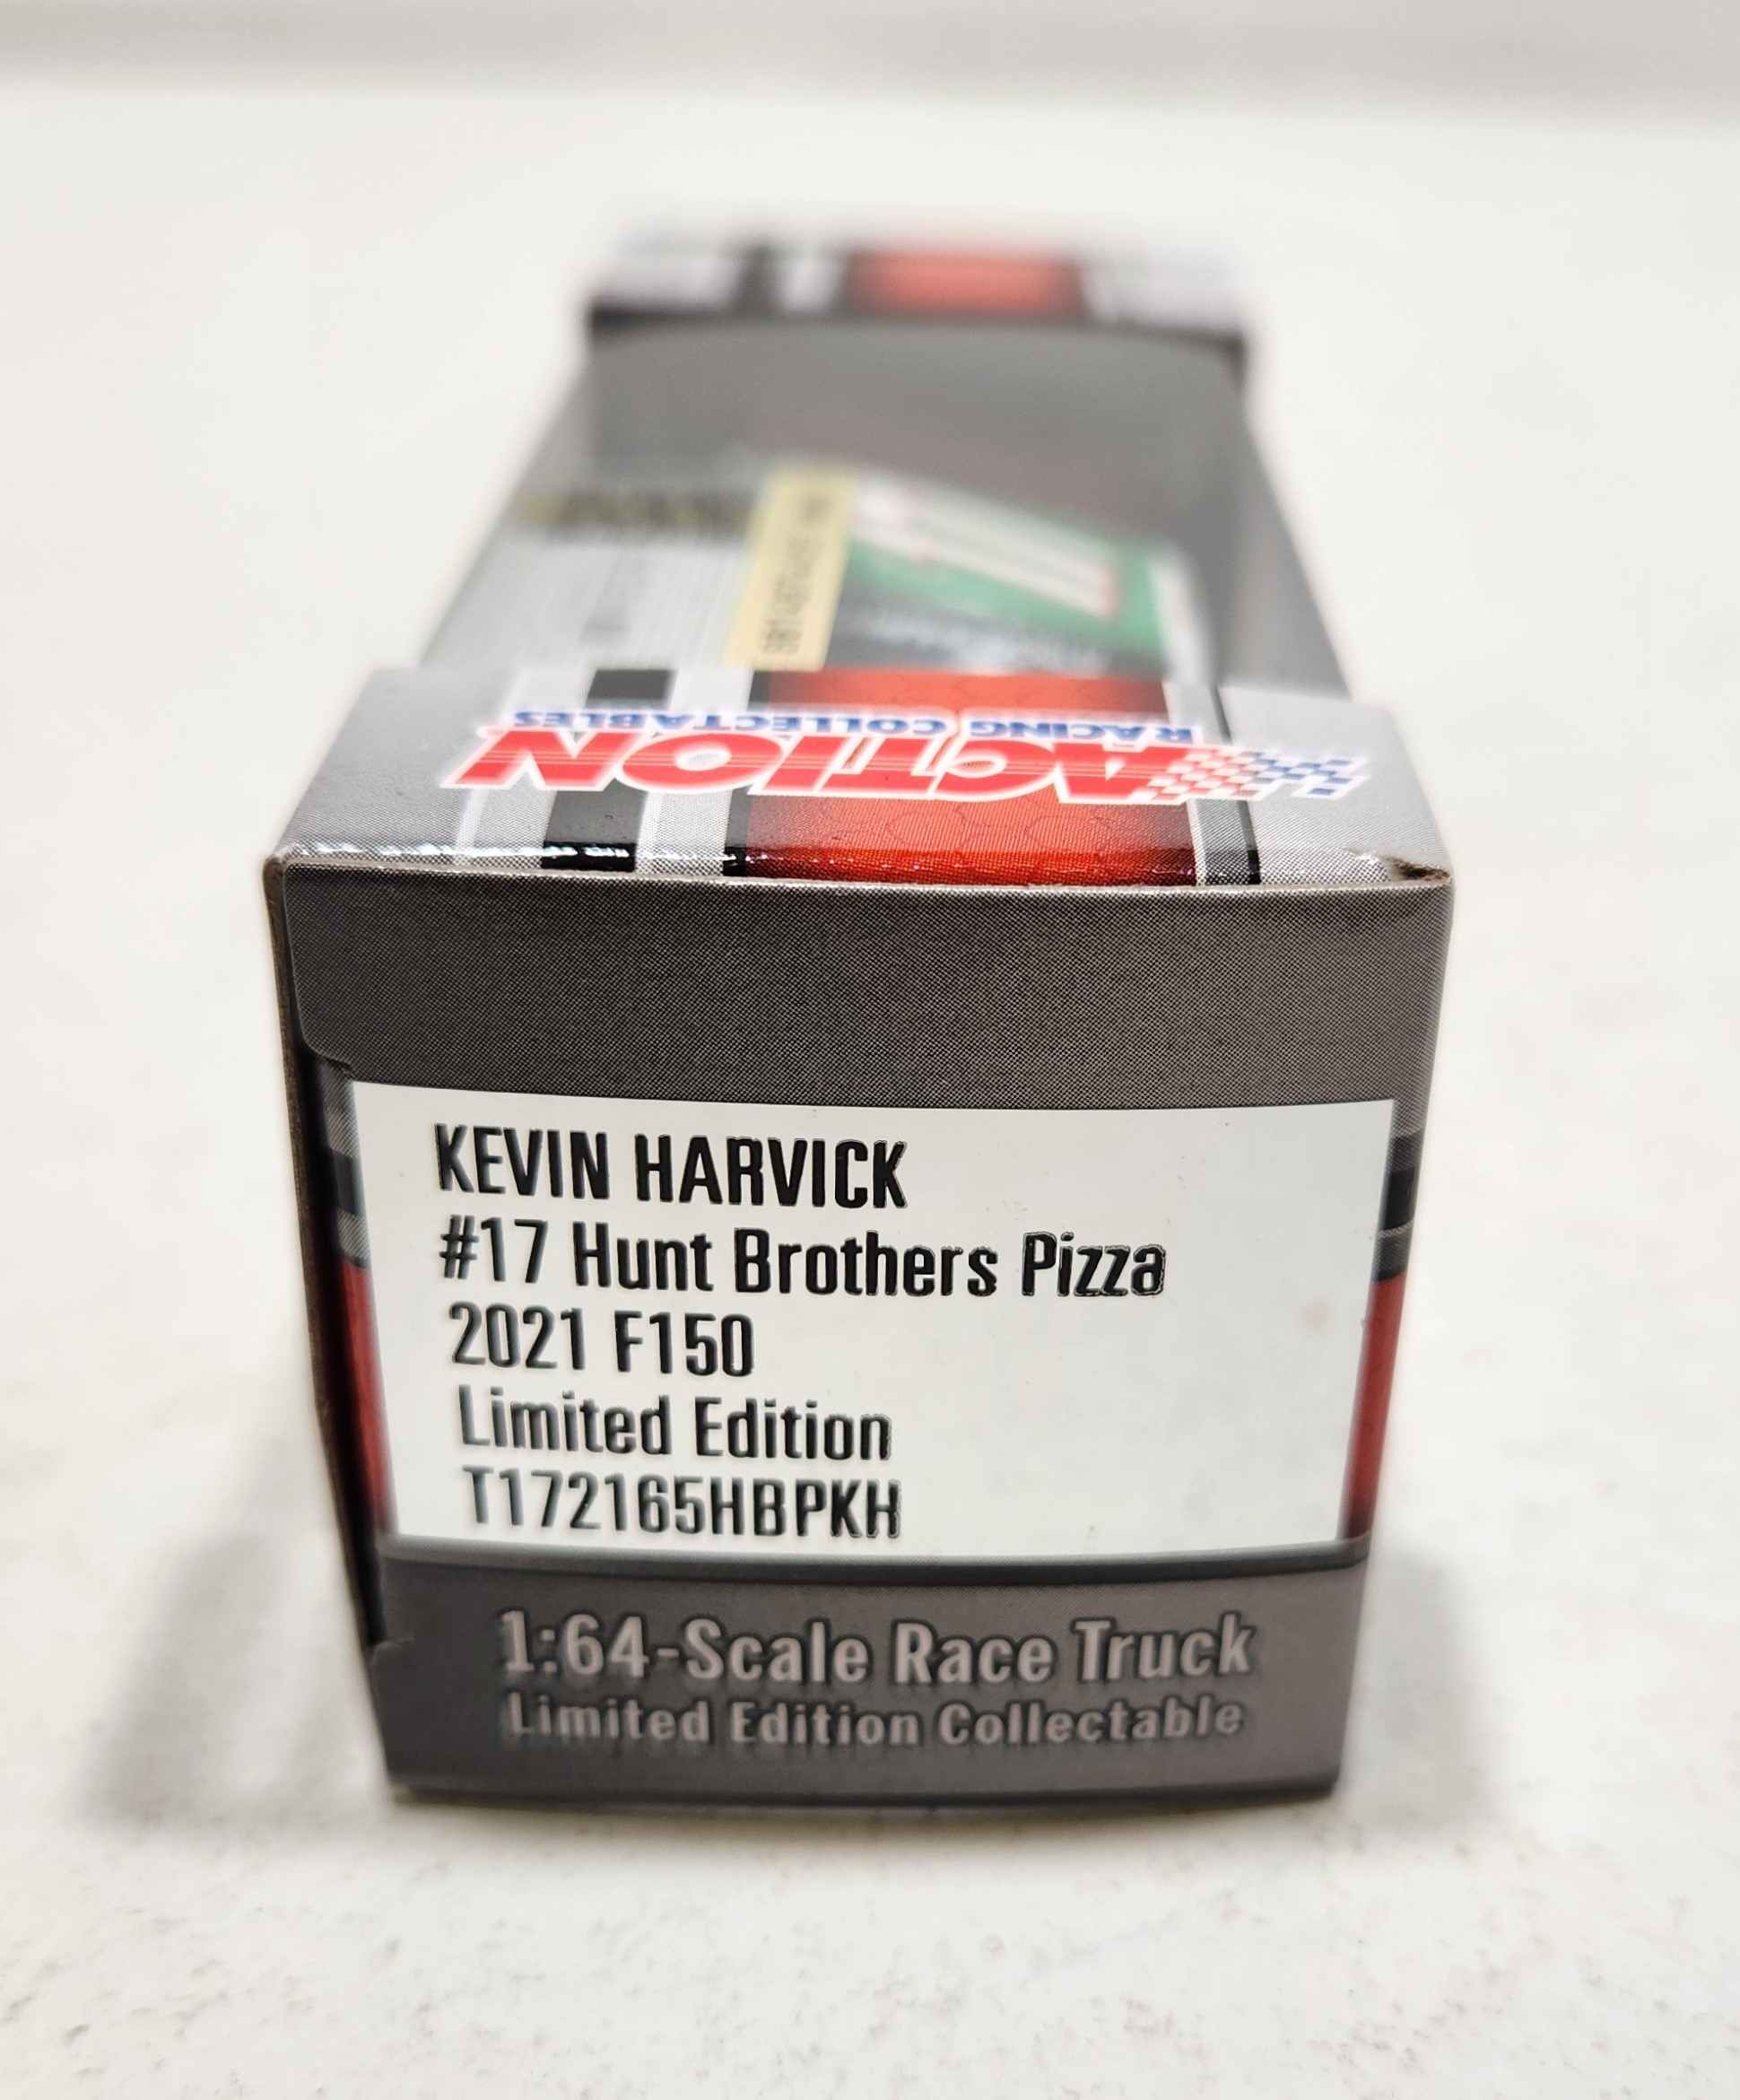 ACTION
RACING COLLECTABLES
KEVIN HARVICK
#17 Hunt Brothers Pizza
2021 F150
Limited Edition
T172165HBPKH
1:64-Scale Race Truck
Limited Edition Collectable